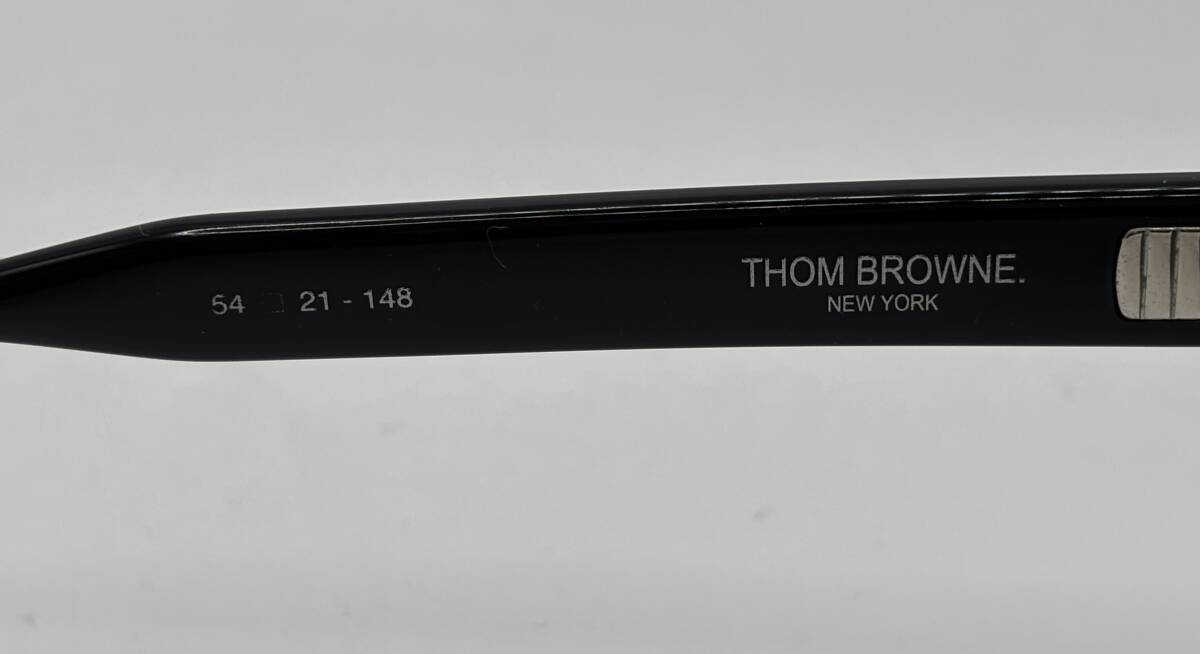 54 □ 21 - 148
THOM BROWNE.
NEW YORK